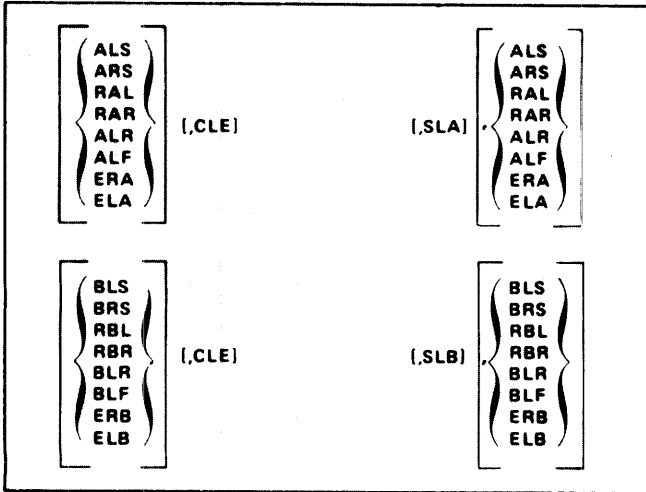 ALS ALS
ARS ARS
RAL RAL
RAR RAR
[,CLE] [,SLA] ,
ALR ALR
ALF ALF
ERA ERA
ELA ELA
BLS BLS
BRS BRS
RBL RBL
RBR RBR
, [,CLE] [,SLB] ,
BLR BLR
BLF BLF
ERB ERB
ELB ELB